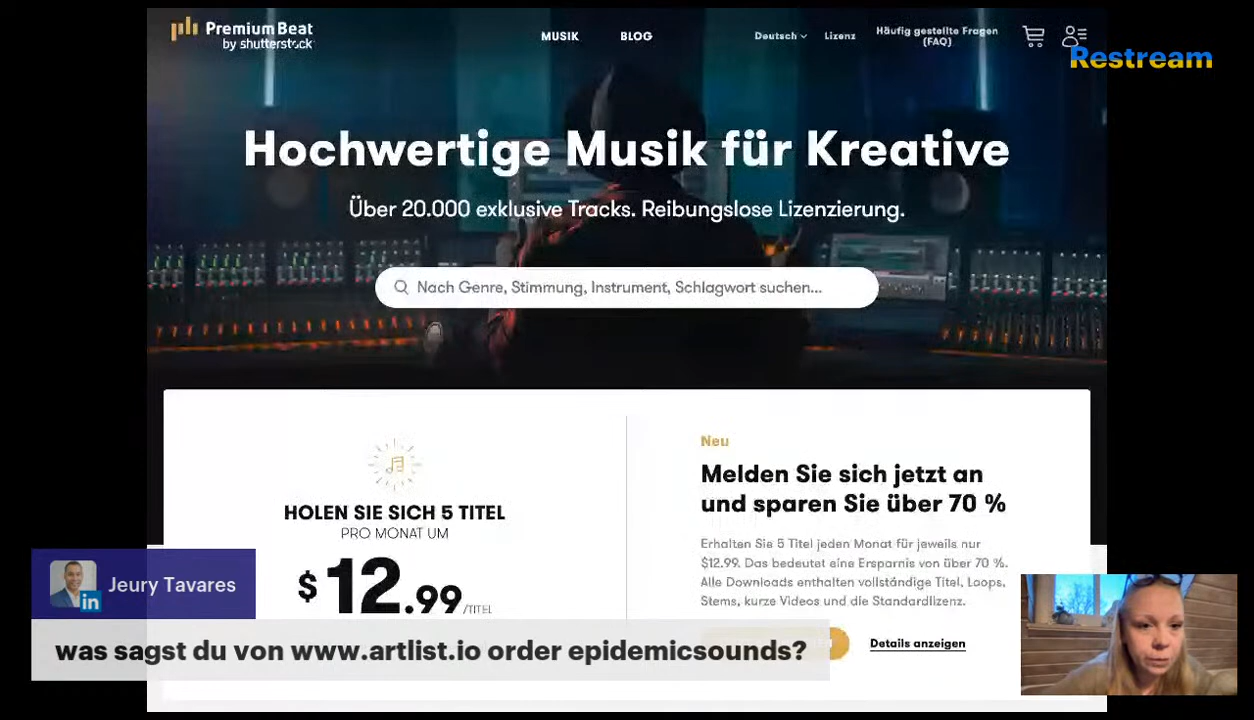 PremiumBeat
by shutterstock
MUSIK
BLOG
Deutsch
Lizenz
Häufig gestellte Fragen
(FAQ)
Restream
Hochwertige Musik für Kreative
Über 20.000 exklusive Tracks. Reibungslose Lizenzierung.
Nach Genre, Stimmung, Instrument, Schlagwort suchen...
HOLEN SIE SICH 5 TITEL
PRO MONAT UM
$12.99/TITEL
Neu
Melden Sie sich jetzt an
und sparen Sie über 70 %
Erhalten Sie 5 Titel jeden Monat für jeweils nur
$12.99. Das bedeutet eine Ersparnis von über 70 %.
Alle Downloads enthalten vollständige Titel, Loops,
Stems, kurze Videos und die Standardlizenz.
Details anzeigen
in
Jeury Tavares
was sagst du von www.artlist.io order epidemicsounds?